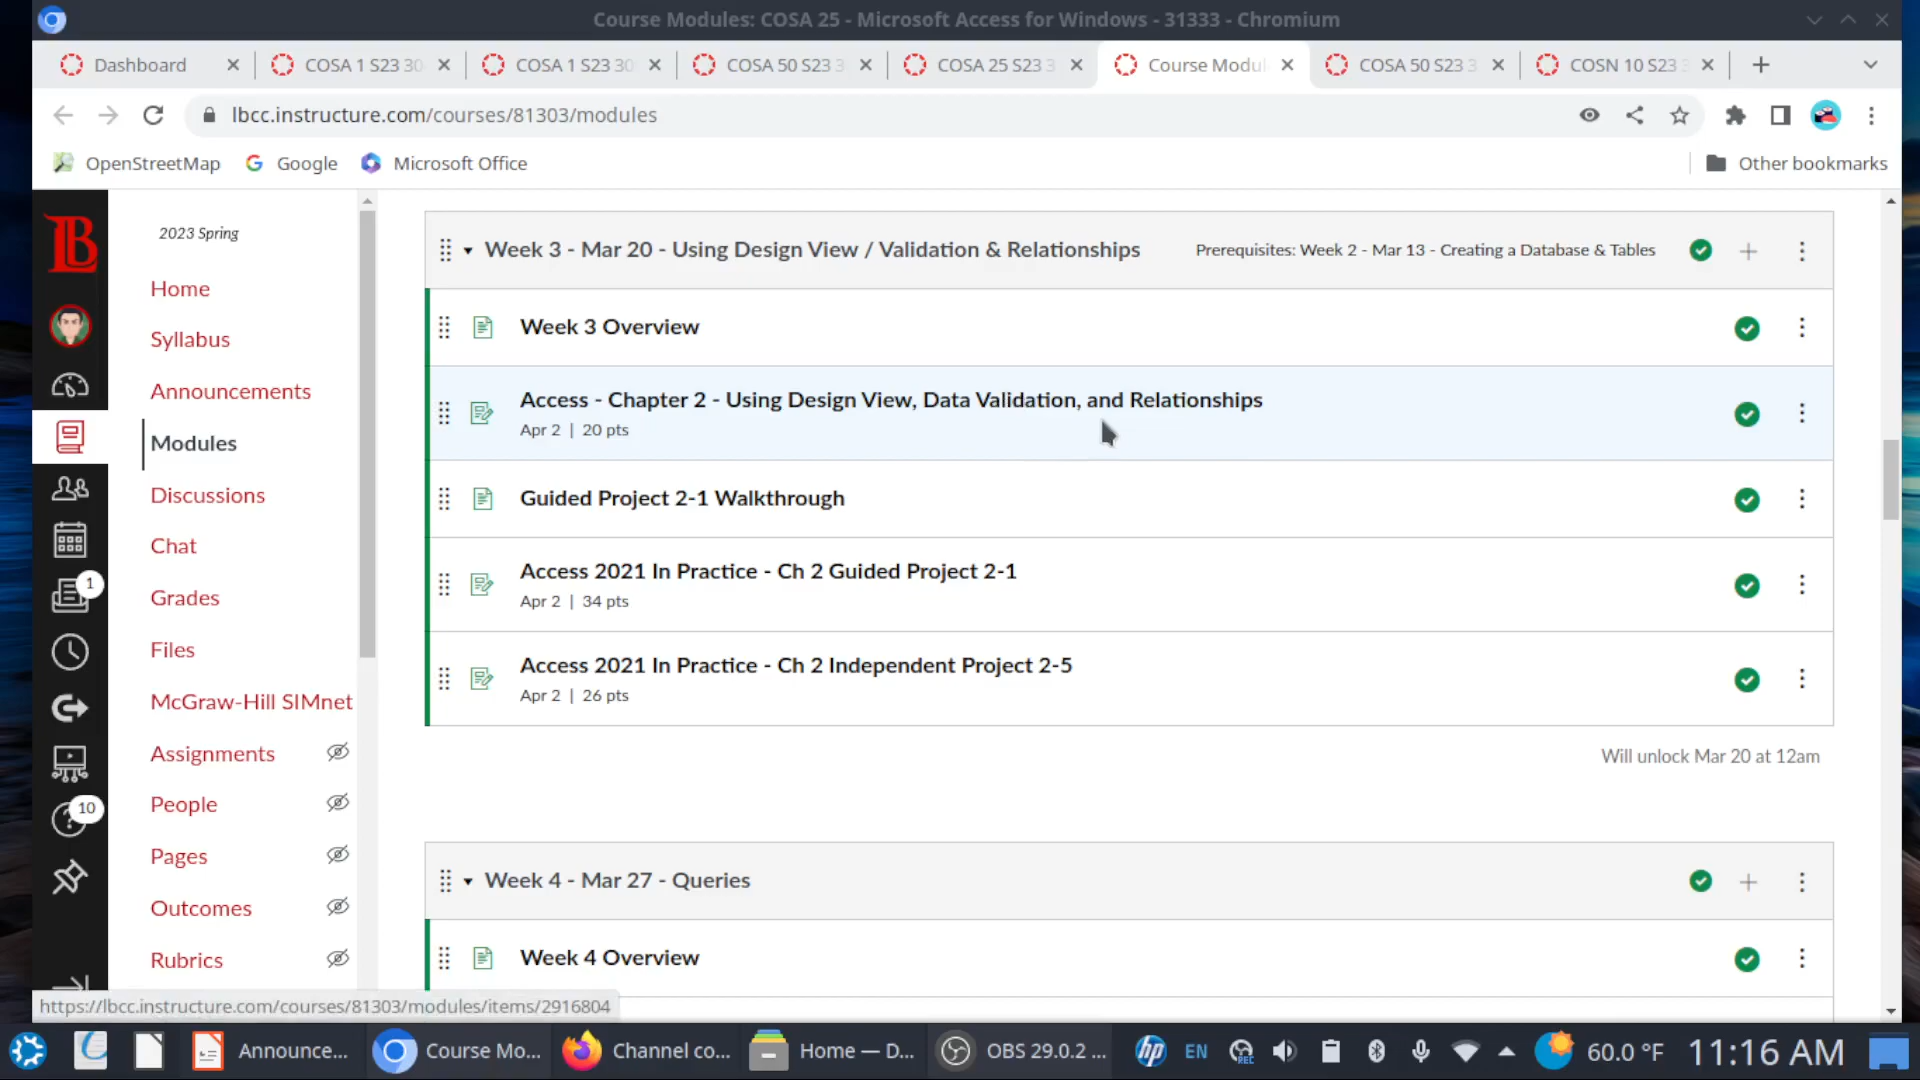 Course Modules: COSA 25 - Microsoft Access for Windows - 31333 - Chromium
Dashboard
COSA 1 S23 30
COSA 1 S23 30
COSA 50 S23 3
COSA 25 S23 3
Course Modul
COSA 50 S23 3
COSN 10 S23
lbcc.instructure.com/courses/81303/modules
OpenStreetMap
Google
Microsoft Office
Other bookmarks
LB
2023 Spring
Home
Syllabus
Announcements
Modules
Discussions
Chat
Grades
Files
McGraw-Hill SIMnet
Assignments
People
Pages
Outcomes
Rubrics
1
10
Week 3 - Mar 20 - Using Design View / Validation & Relationships
Prerequisites: Week 2 - Mar 13 - Creating a Database & Tables
Week 3 Overview
Access - Chapter 2 - Using Design View, Data Validation, and Relationships
Apr 2 | 20 pts
Guided Project 2-1 Walkthrough
Access 2021 In Practice - Ch 2 Guided Project 2-1
Apr 2 | 34 pts
Access 2021 In Practice - Ch 2 Independent Project 2-5
Apr 2 | 26 pts
Will unlock Mar 20 at 12am
Week 4 - Mar 27 - Queries
Week 4 Overview
https://lbcc.instructure.com/courses/81303/modules/items/2916804
Announce...
Course Mo...
Channel co...
Home — D...
OBS 29.0.2 ...
hp
EN
REC
60.0 °F
11:16 AM